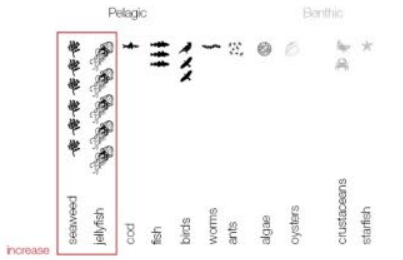 Pelagic Benthic
seaweed
jellyfish
cod
fish
birds
worms
ants
algae
oysters
crustaceans
starfish
increase